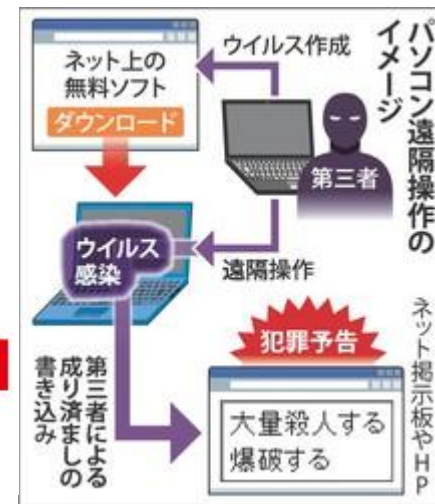 パソコン遠隔操作の
イメージ
ネット上の
無料ソフト
ダウンロード
ウイルス作成
第三者
遠隔操作
ウイルス
感染
第三者による
成り済ましの
書き込み
犯罪予告
大量殺人する
爆破する
ネット掲示板やHP